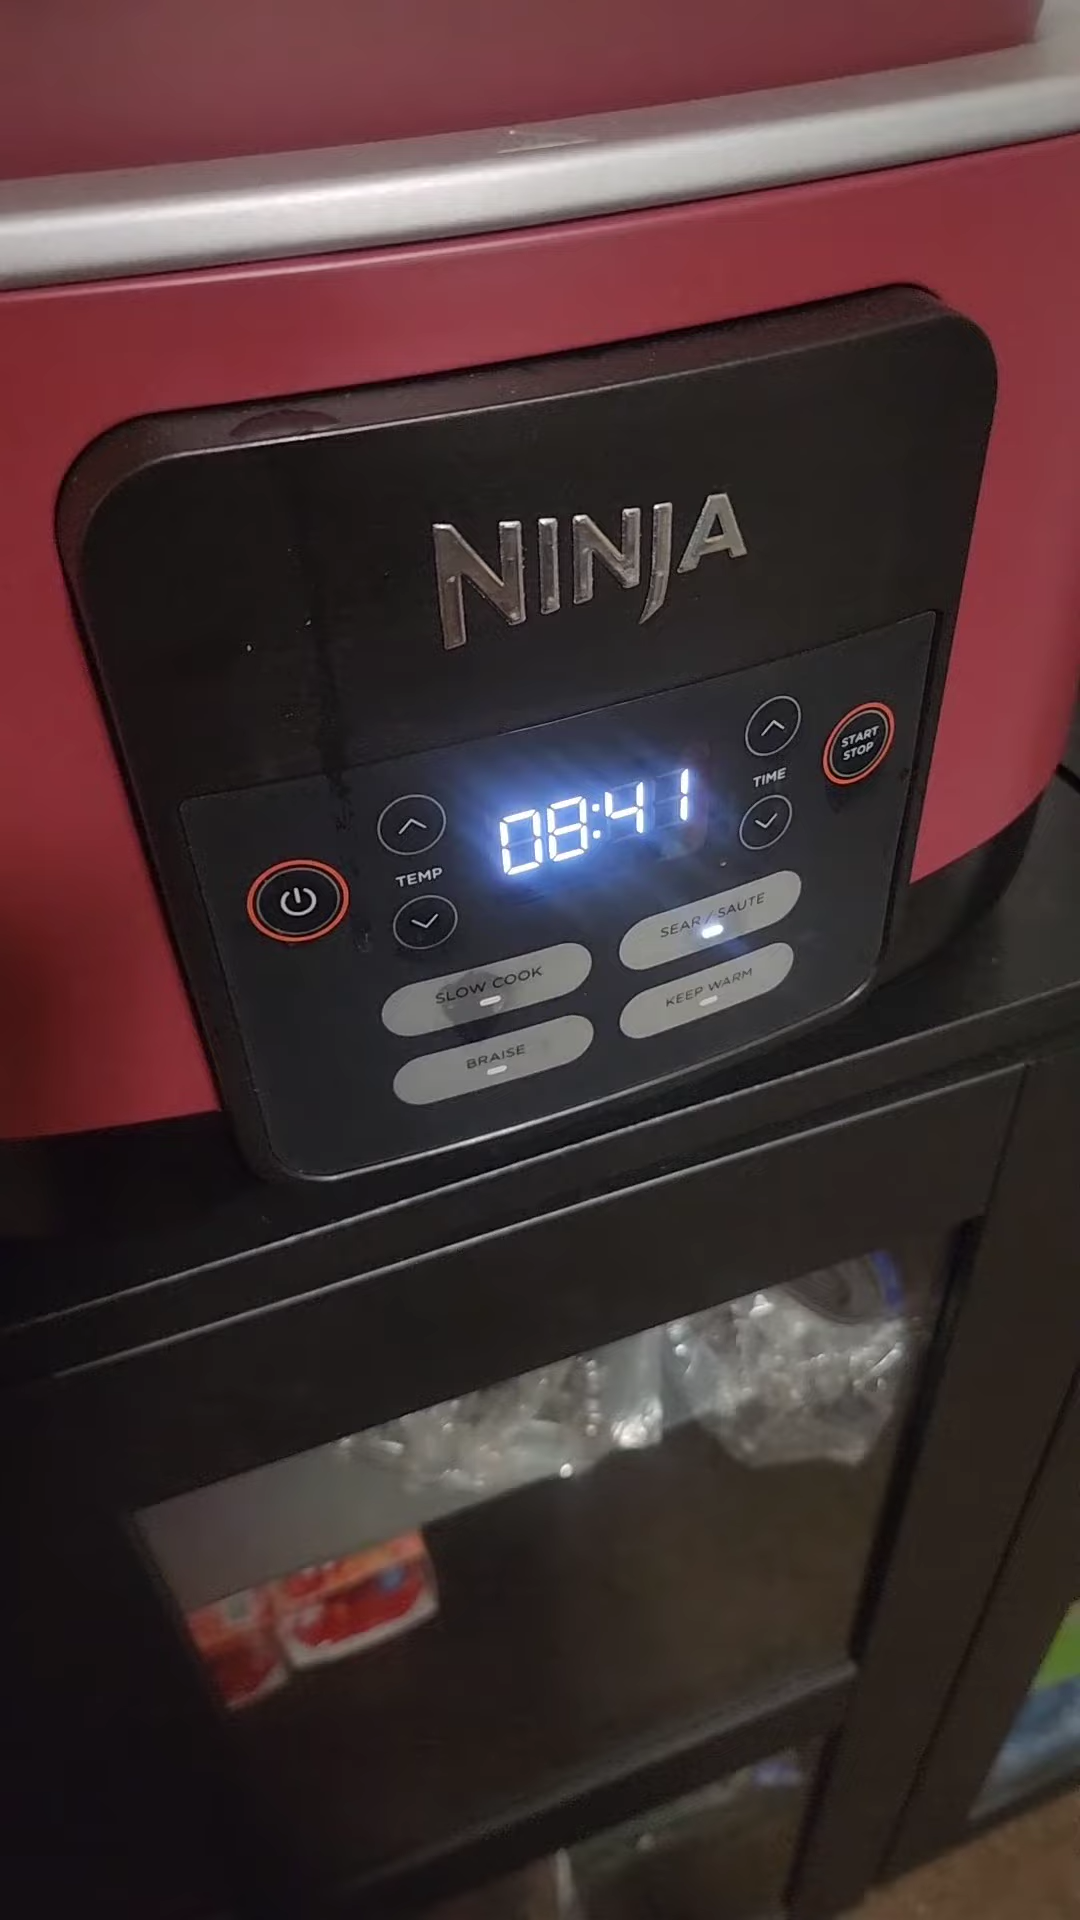 NINJA
08:41
TEMP
TIME
START
STOP
SLOW COOK
SEAR / SAUTE
BRAISE
KEEP WARM